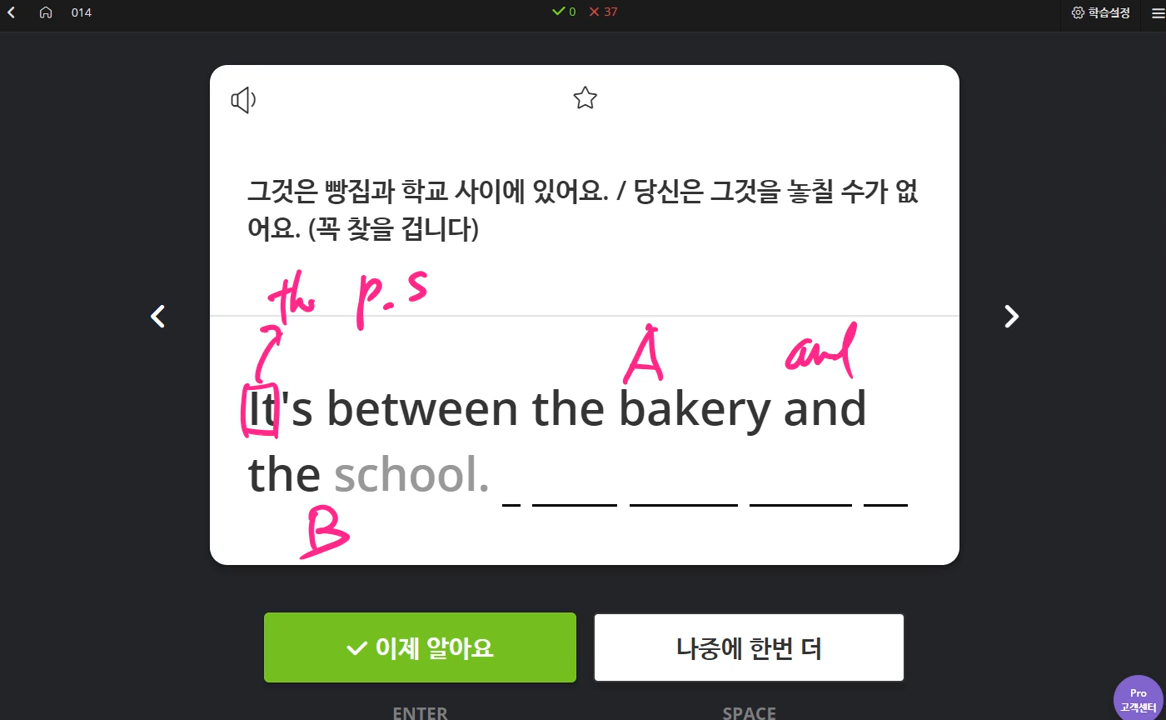 014
0
37
학습설정
그것은 빵집과 학교 사이에 있어요. / 당신은 그것을 놓칠 수가 없
어요. (꼭 찾을 겁니다)
the p.s
A and
It's between the bakery and
the school.
B
이제 알아요
나중에 한번 더
ENTER
SPACE
Pro
고객센터